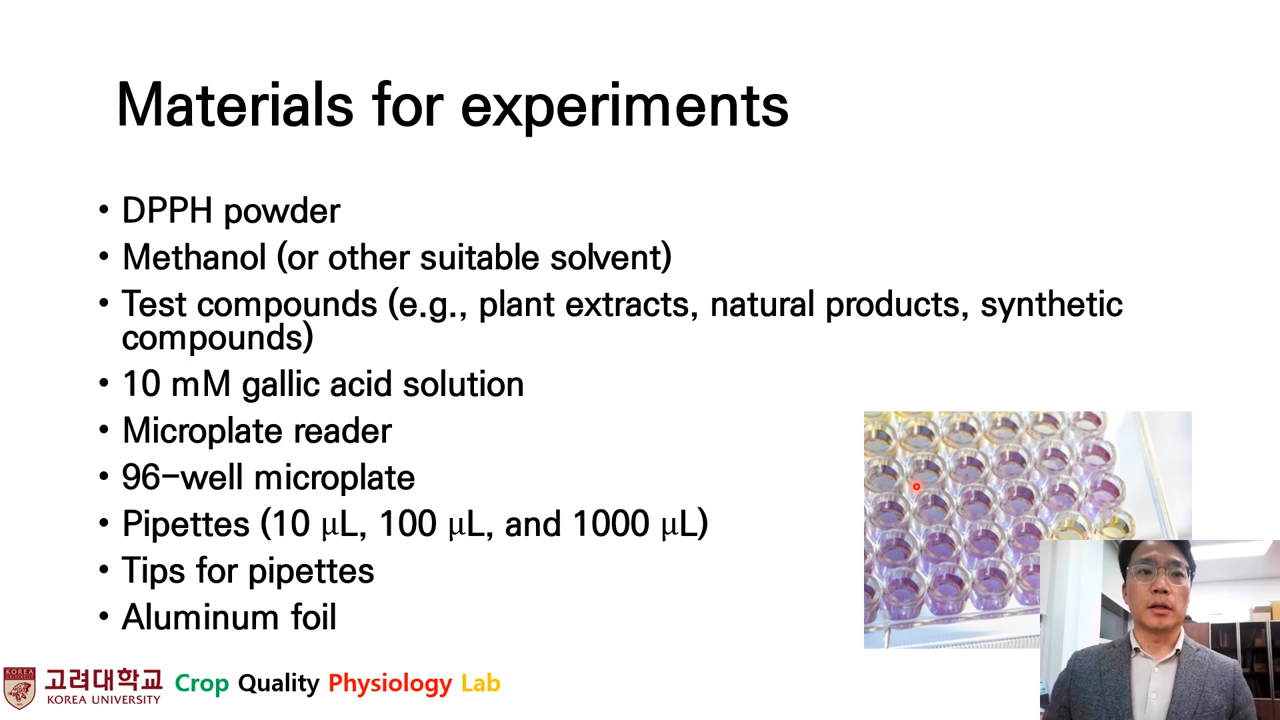 Materials for experiments
• DPPH powder
• Methanol (or other suitable solvent)
• Test compounds (e.g., plant extracts, natural products, synthetic
compounds)
• 10 mM gallic acid solution
• Microplate reader
• 96-well microplate
• Pipettes (10 μL, 100 μL, and 1000 μL)
• Tips for pipettes
• Aluminum foil
KOREA
고려대학교
KOREA UNIVERSITY
Crop Quality Physiology Lab